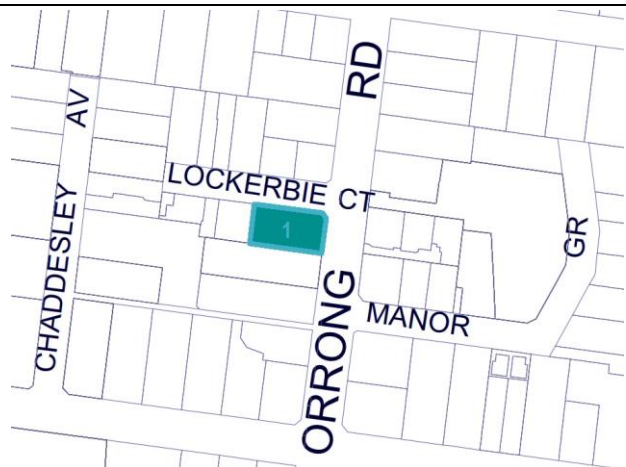 RD
AV
LOCKERBIE CT
1
CHADDESLEY
GR
ORRONG
MANOR